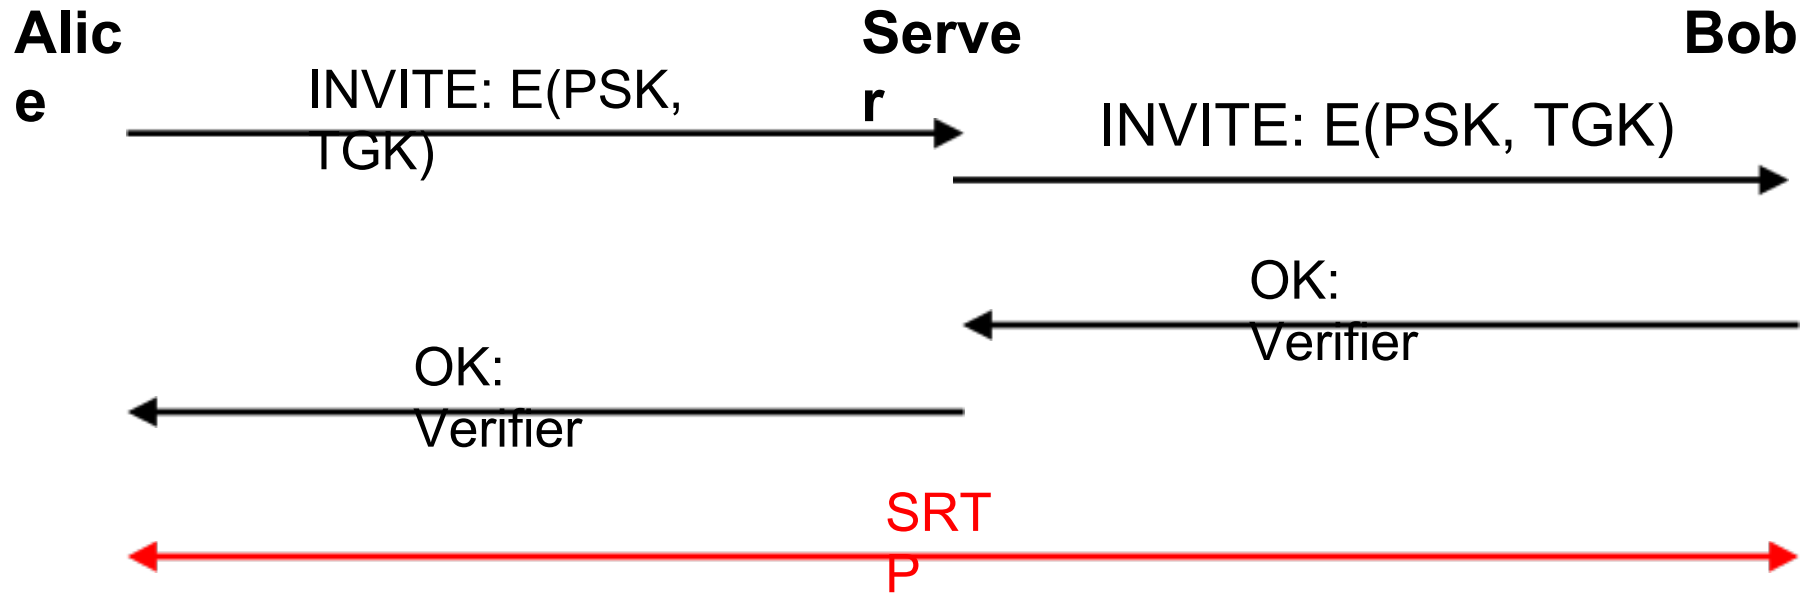 Alic
e
Serve
r
Bob
INVITE: E(PSK,
TGK)
INVITE: E(PSK, TGK)
OK:
Verifier
OK:
Verifier
SRT
P